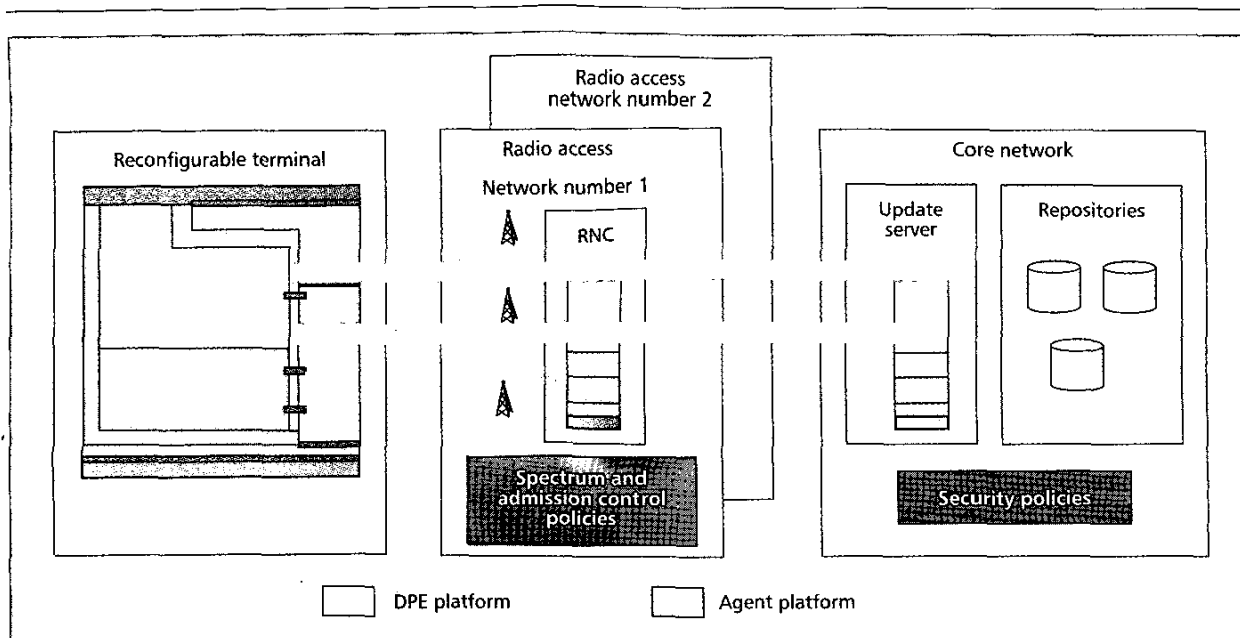 Radio access
network number 2
Reconfigurable terminal
Radio access
Network number 1
RNC
Spectrum and
admission control
policies
Core network
Update
server
Repositories
Security policies
DPE platform
Agent platform